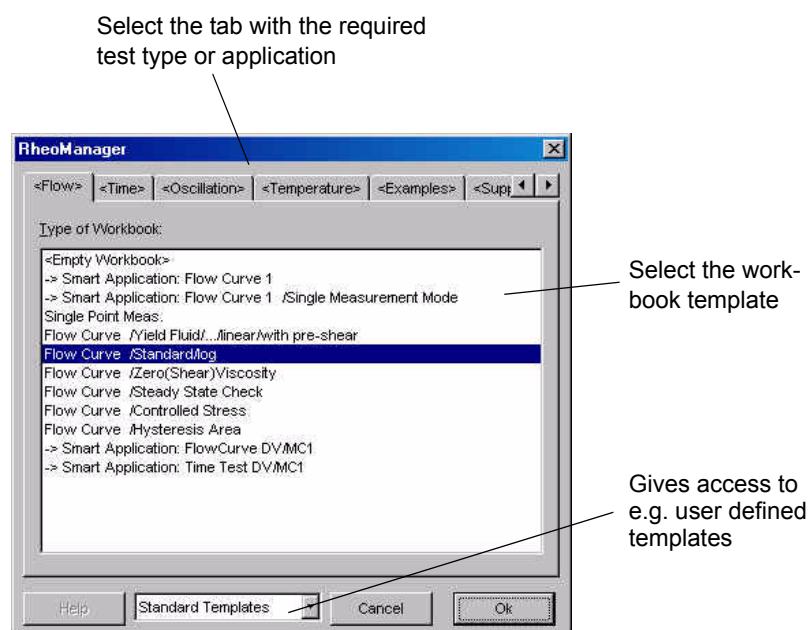 Select the tab with the required
test type or application
RheoManager
<Flow> <Time> <Oscillation> <Temperature> <Examples> <Supp
Type of Workbook:
<Empty Workbook>
-> Smart Application: Flow Curve 1
-> Smart Application: Flow Curve 1 /Single Measurement Mode
Single Point Meas.
Flow Curve /Yield Fluid/.../linear/with pre-shear
Flow Curve /Standard/log
Flow Curve /Zero(Shear)Viscosity
Flow Curve /Steady State Check
Flow Curve /Controlled Stress
Flow Curve /Hysteresis Area
-> Smart Application: FlowCurve DV/MC1
-> Smart Application: Time Test DV/MC1
Select the work-
book template
Gives access to
e.g. user defined
templates
Help Standard Templates Cancel Ok